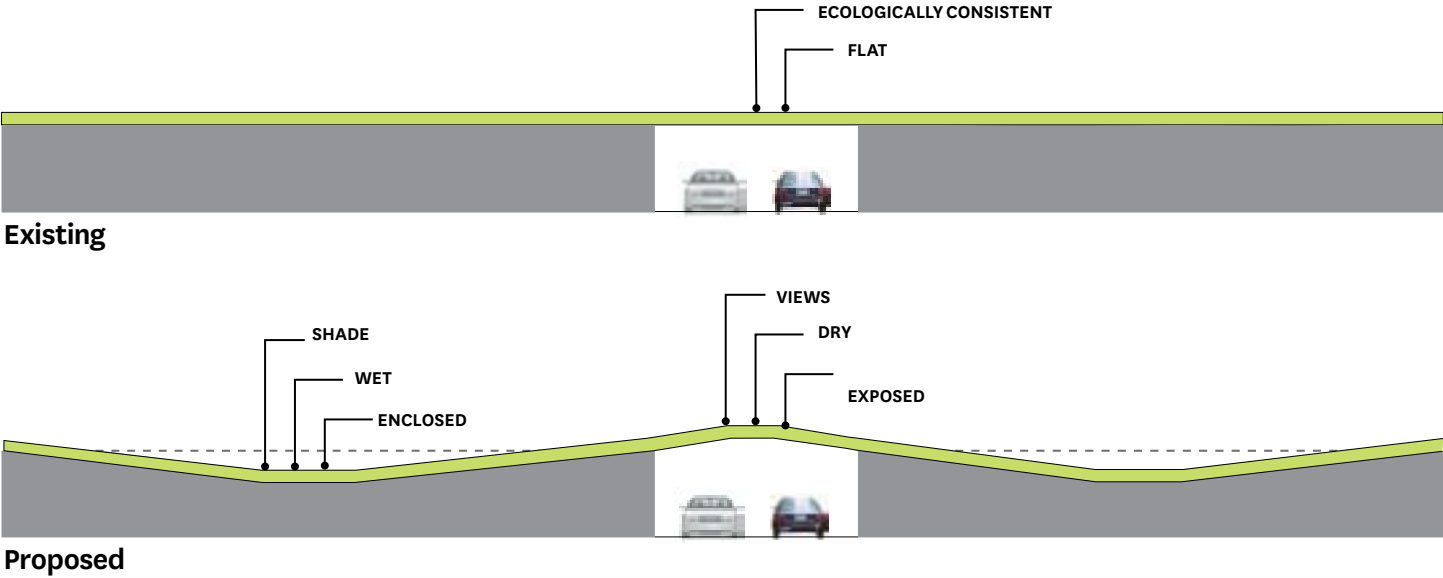 ECOLOGICALLY CONSISTENT
FLAT
Existing
VIEWS
SHADE
DRY
WET
EXPOSED
ENCLOSED
Proposed